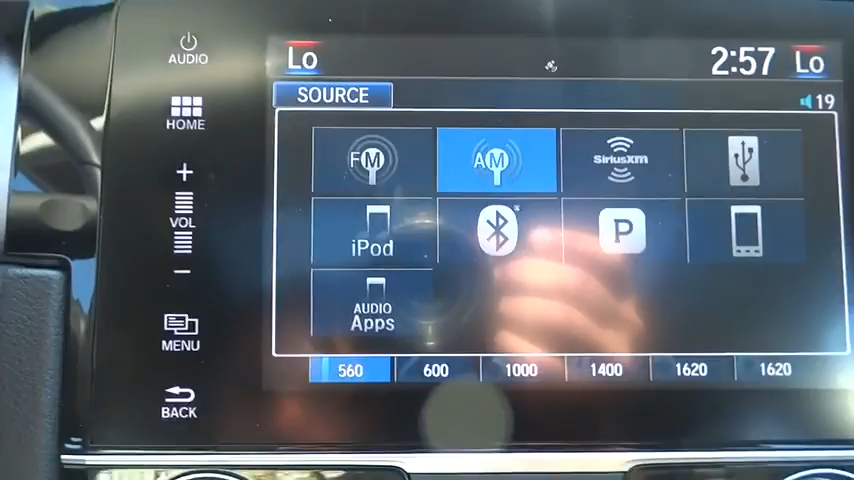 AUDIO
Lo
2:57
Lo
SOURCE
19
HOME
FM
AM
SiriusXM
VOL
iPod
P
AUDIO
Apps
MENU
560
600
1000
1400
1620
1620
BACK